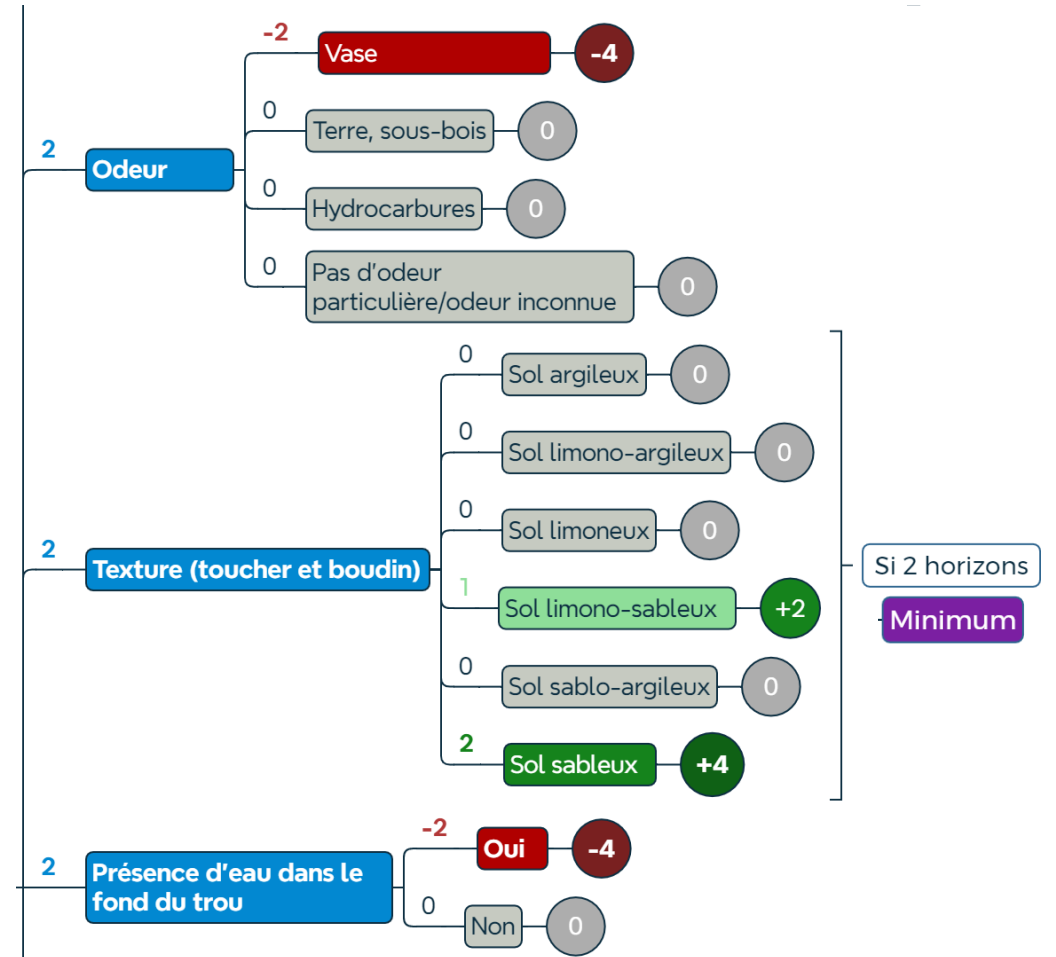 -2
Vase
-4
0
Terre, sous-bois
0
2
Odeur
0
Hydrocarbures
0
0
Pas d'odeur
particulière/odeur inconnue
0
0
Sol argileux
0
0
Sol limono-argileux
0
0
Sol limoneux
0
2
Texture (toucher et boudin)
1
Sol limono-sableux
+2
0
Sol sablo-argileux
0
2
Sol sableux
+4
Si 2 horizons
Minimum
2
Présence d'eau dans le
fond du trou
-2
Oui
-4
0
Non
0